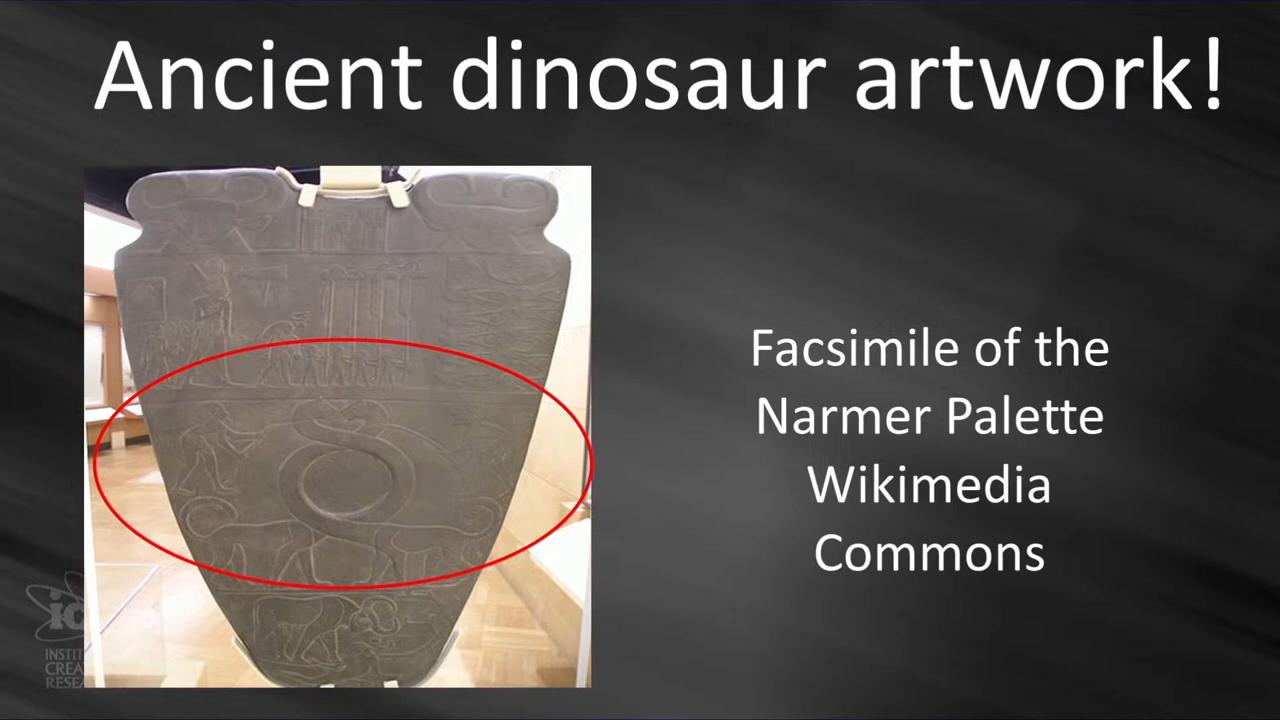 Ancient dinosaur artwork!
Facsimile of the
Narmer Palette
Wikimedia
Commons